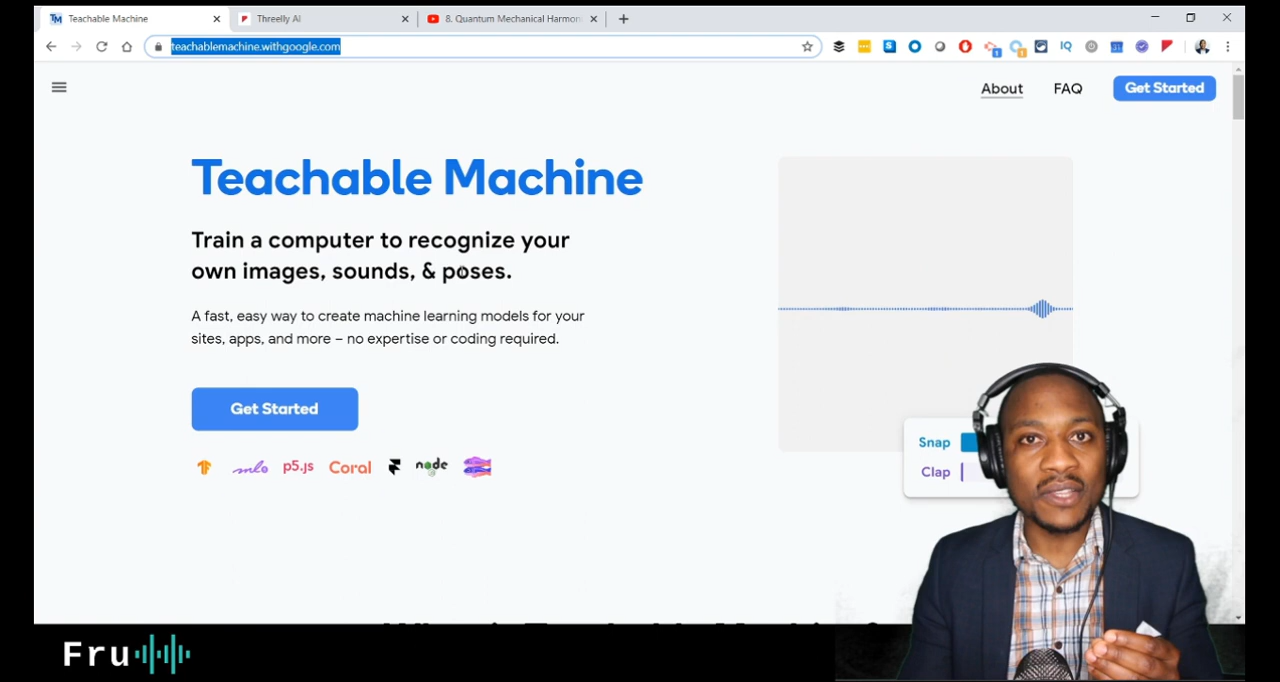 Teachable Machine
Threelly AI
8. Quantum Mechanical Harmon
teachablemachine.withgoogle.com
IQ
31
About
FAQ
Get Started
Teachable Machine
Train a computer to recognize your
own images, sounds, & poses.
A fast, easy way to create machine learning models for your
sites, apps, and more – no expertise or coding required.
Get Started
Snap
Clap
p5.js
Coral
node
Fru